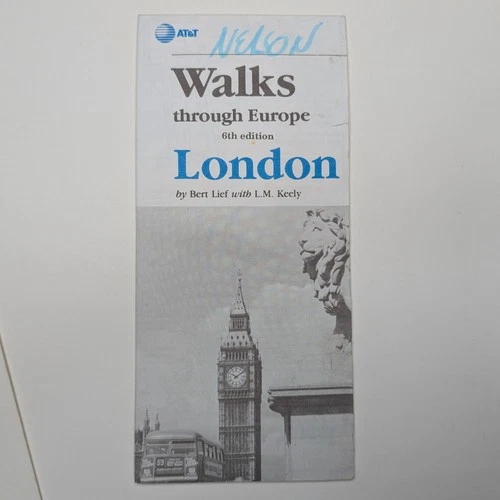 AT&T
NELSON
Walks
through Europe
6th edition
London
by Bert Lief with L.M. Keely